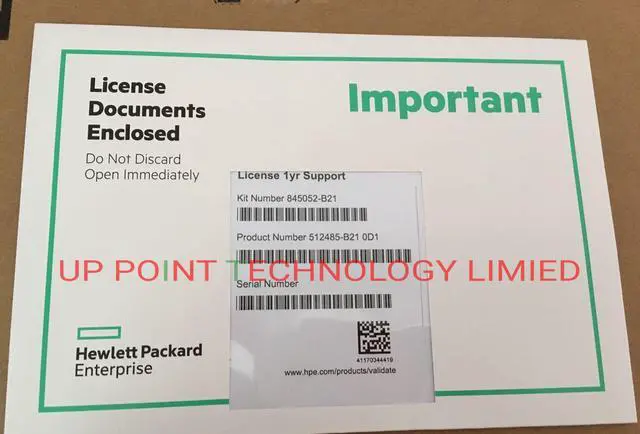 License
Documents
Enclosed
Do Not Discard
Open Immediately
Important
License 1yr Support
Kit Number 845052-B21
Product Number 512485-B21 0D1
UP POINT TECHNOLOGY LIMIED
Serial Number
41170344419
www.hpe.com/products/validate
Hewlett Packard
Enterprise